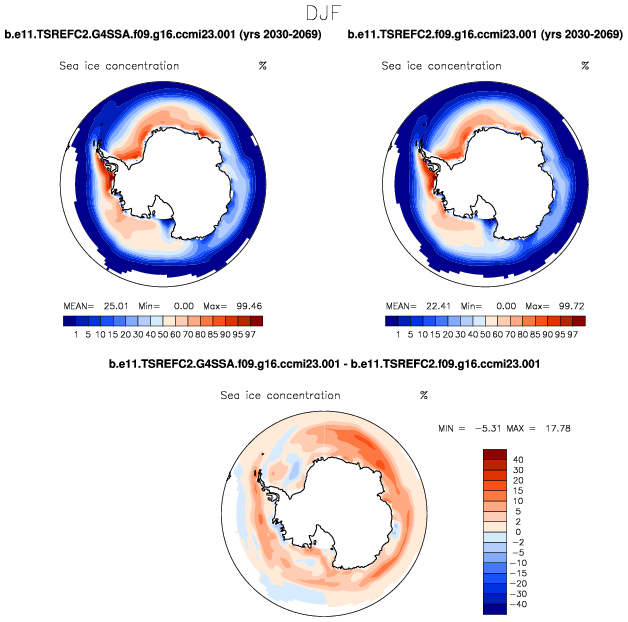 DJF
b.e11.TSREFC2.G4SSA.f09.g16.ccmi23.001 (yrs 2030-2069)
b.e11.TSREFC2.f09.g16.ccmi23.001 (yrs 2030-2069)
Sea ice concentration %
Sea ice concentration %
MEAN= 25.01 Min= 0.00 Max= 99.46
MEAN= 22.41 Min= 0.00 Max= 99.72
1 5 10 15 20 30 40 50 60 70 80 85 90 95 97
1 5 10 15 20 30 40 50 60 70 80 85 90 95 97
b.e11.TSREFC2.G4SSA.f09.g16.ccmi23.001 - b.e11.TSREFC2.f09.g16.ccmi23.001
Sea ice concentration %
MIN = -5.31 MAX = 17.78
40
30
20
15
10
5
2
0
-2
-5
-10
-15
-20
-30
-40